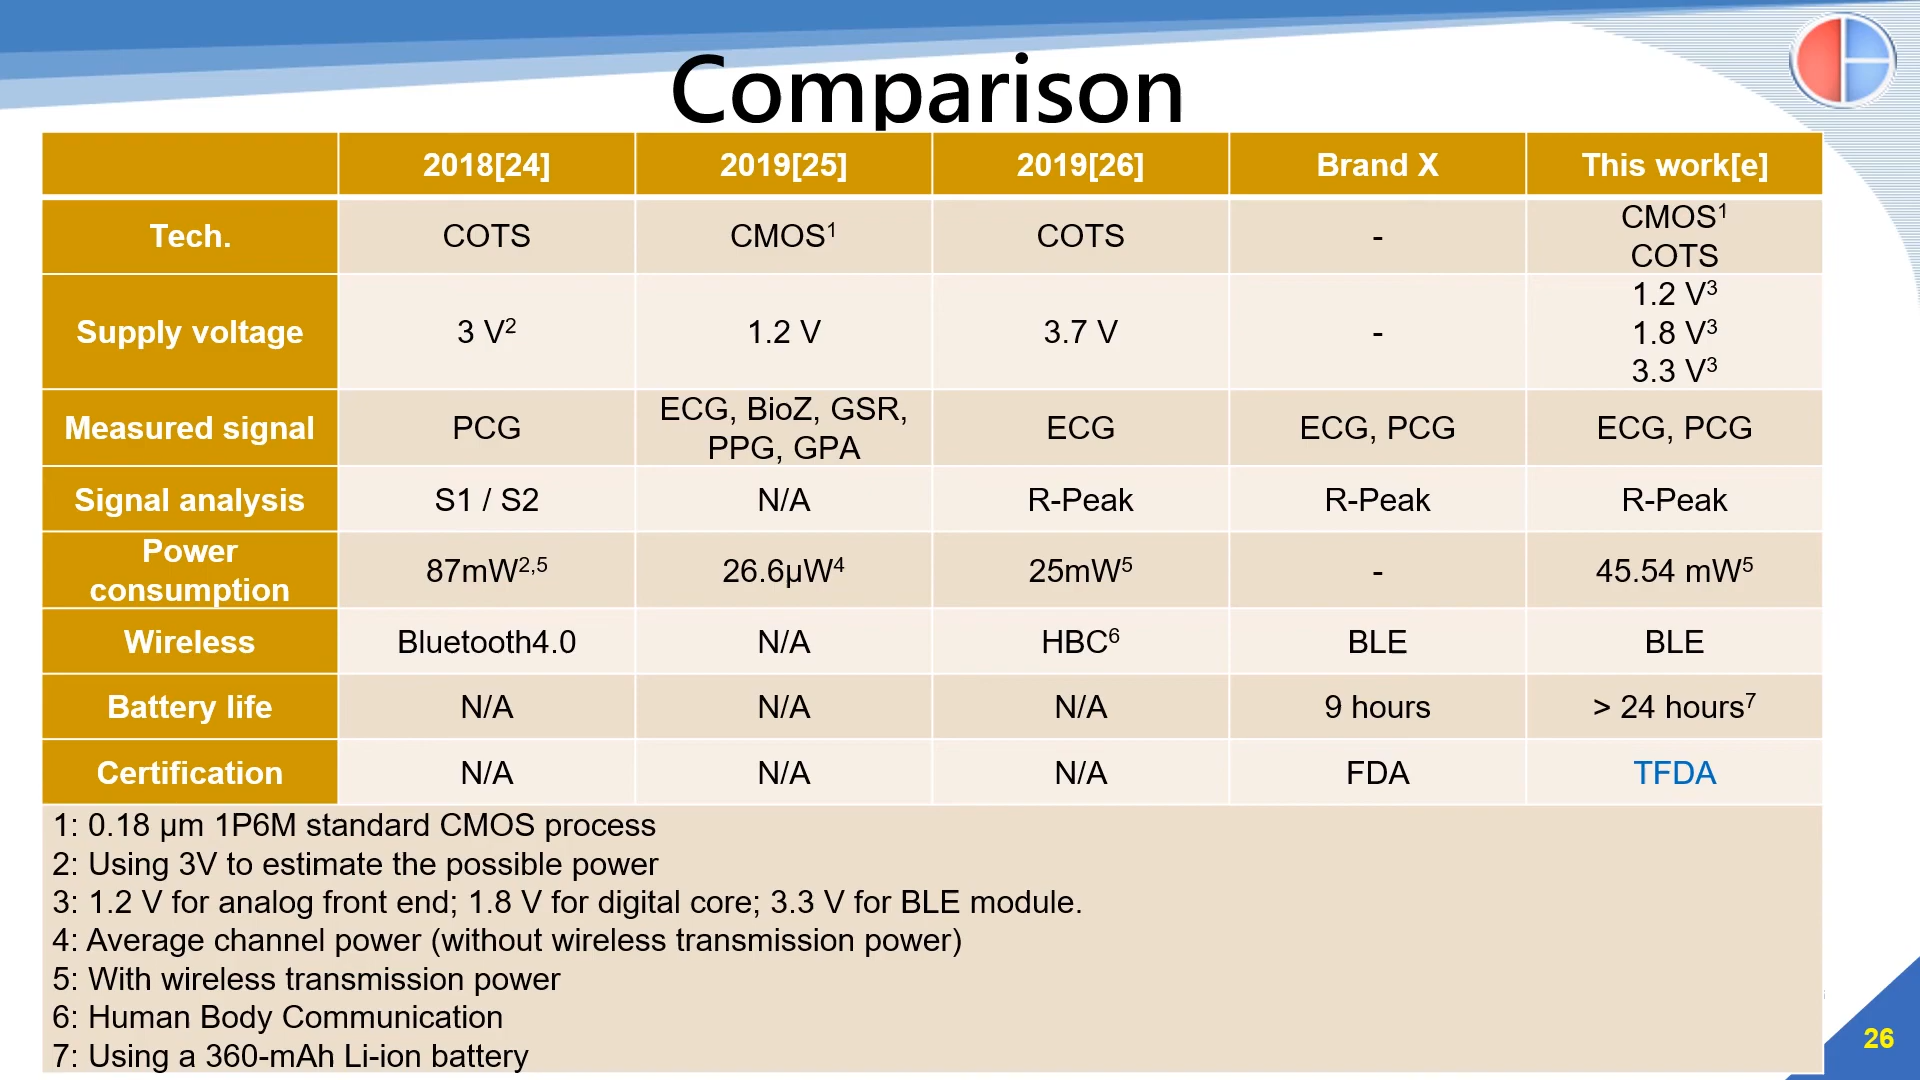 Comparison
2018[24] 2019[25] 2019[26] Brand X This work[e]
Tech. COTS CMOS¹ COTS - CMOS¹
COTS
Supply voltage 3 V² 1.2 V 3.7 V - 1.2 V³
1.8 V³
3.3 V³
Measured signal PCG ECG, BioZ, GSR,
PPG, GPA ECG ECG, PCG ECG, PCG
Signal analysis S1 / S2 N/A R-Peak R-Peak R-Peak
Power
consumption 87mW²,⁵ 26.6µW⁴ 25mW⁵ - 45.54 mW⁵
Wireless Bluetooth4.0 N/A HBC⁶ BLE BLE
Battery life N/A N/A N/A 9 hours > 24 hours⁷
Certification N/A N/A N/A FDA TFDA
1: 0.18 µm 1P6M standard CMOS process
2: Using 3V to estimate the possible power
3: 1.2 V for analog front end; 1.8 V for digital core; 3.3 V for BLE module.
4: Average channel power (without wireless transmission power)
5: With wireless transmission power
6: Human Body Communication
7: Using a 360-mAh Li-ion battery
26